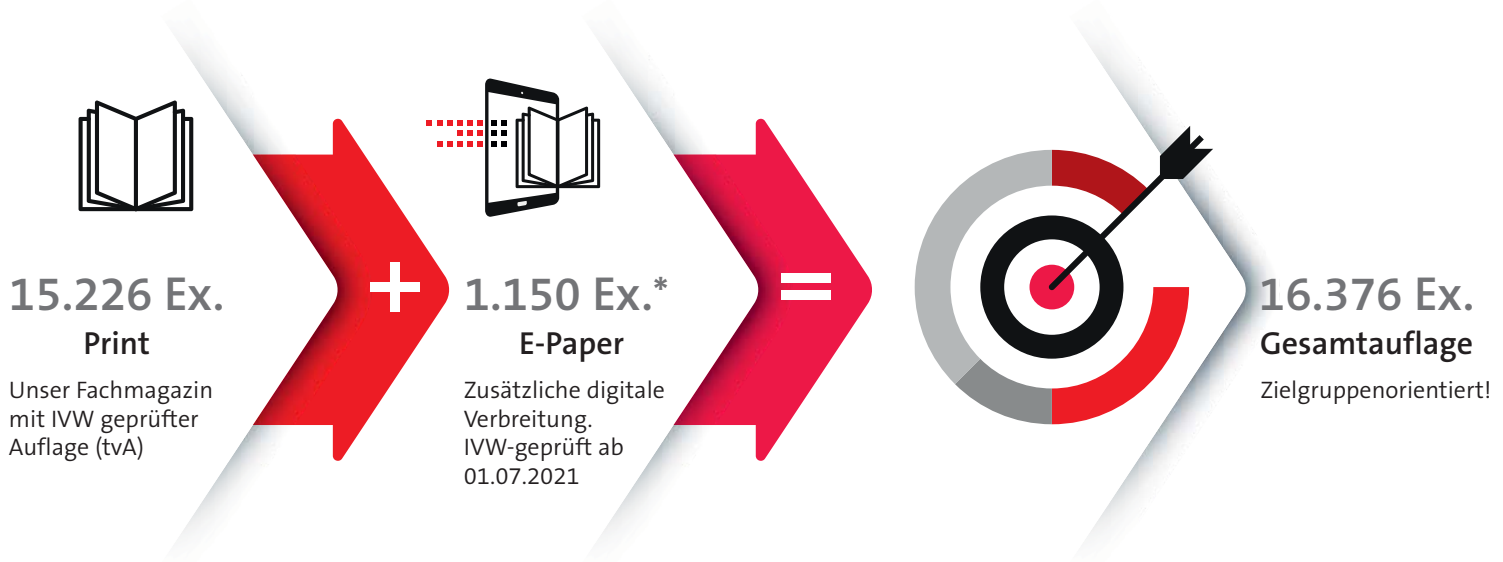 15.226 Ex.
Print
Unser Fachmagazin
mit IVW geprüfter
Auflage (tvA)
+
1.150 Ex.*
E-Paper
Zusätzliche digitale
Verbreitung.
IVW-geprüft ab
01.07.2021
=
16.376 Ex.
Gesamtauflage
Zielgruppenorientiert!